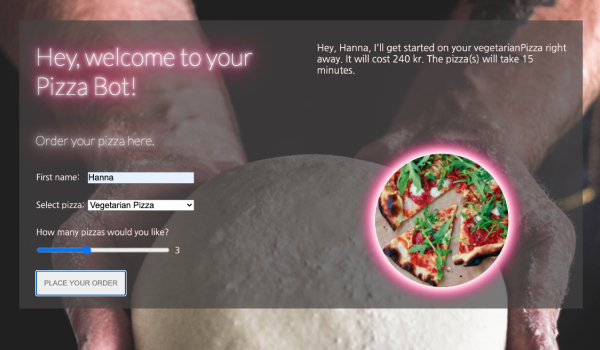 Hey, welcome to your
Pizza Bot!
Order your pizza here.
First name: Hanna
Select pizza: Vegetarian Pizza
How many pizzas would you like?
3
PLACE YOUR ORDER
Hey, Hanna, I'll get started on your vegetarianPizza right
away. It will cost 240 kr. The pizza(s) will take 15
minutes.